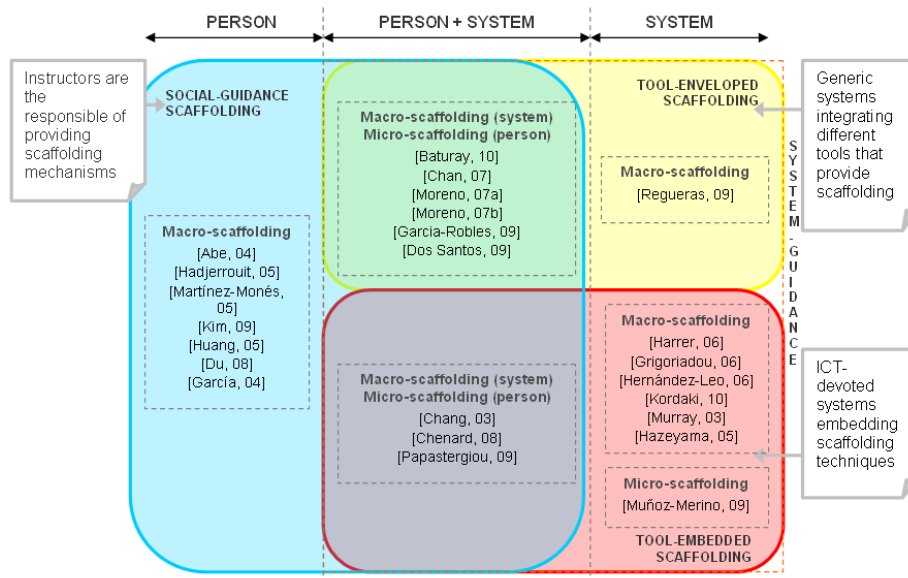 PERSON
PERSON + SYSTEM
SYSTEM
Instructors are
the
responsible of
providing
scaffolding
mechanisms
SOCIAL-GUIDANCE
SCAFFOLDING
Macro-scaffolding
[Abe, 04]
[Hadjerrouit, 05]
[Martínez-Monés,
05]
[Kim, 09]
[Huang, 05]
[Du, 08]
[García, 04]
Macro-scaffolding (system)
Micro-scaffolding (person)
[Baturay, 10]
[Chan, 07]
[Moreno, 07a]
[Moreno, 07b]
[Garcia-Robles, 09]
[Dos Santos, 09]
Macro-scaffolding (system)
Micro-scaffolding (person)
[Chang, 03]
[Chenard, 08]
[Papastergiou, 09]
TOOL-ENVELOPED
SCAFFOLDING
Macro-scaffolding
[Regueras, 09]
Macro-scaffolding
[Harrer, 06]
[Grigoriadou, 06]
[Hernández-Leo, 06]
[Kordaki, 10]
[Murray, 03]
[Hazeyama, 05]
Micro-scaffolding
[Muñoz-Merino, 09]
TOOL-EMBEDDED
SCAFFOLDING
SYSTEM-GUIDANCE
Generic
systems
integrating
different
tools that
provide
scaffolding
ICT-
devoted
systems
embedding
scaffolding
techniques